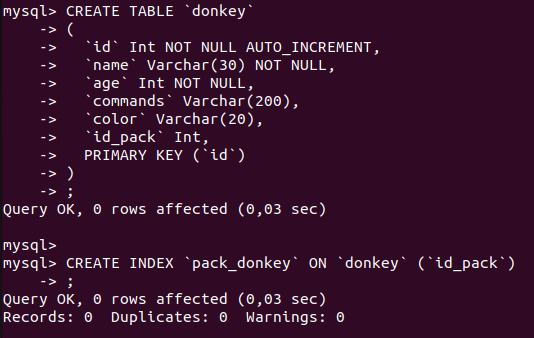 mysql> CREATE TABLE `donkey`
    -> (
    ->   `id` Int NOT NULL AUTO_INCREMENT,
    ->   `name` Varchar(30) NOT NULL,
    ->   `age` Int NOT NULL,
    ->   `commands` Varchar(200),
    ->   `color` Varchar(20),
    ->   `id_pack` Int,
    ->   PRIMARY KEY (`id`)
    -> )
    -> ;
Query OK, 0 rows affected (0,03 sec)

mysql>
mysql> CREATE INDEX `pack_donkey` ON `donkey` (`id_pack`)
    -> ;
Query OK, 0 rows affected (0,03 sec)
Records: 0  Duplicates: 0  Warnings: 0